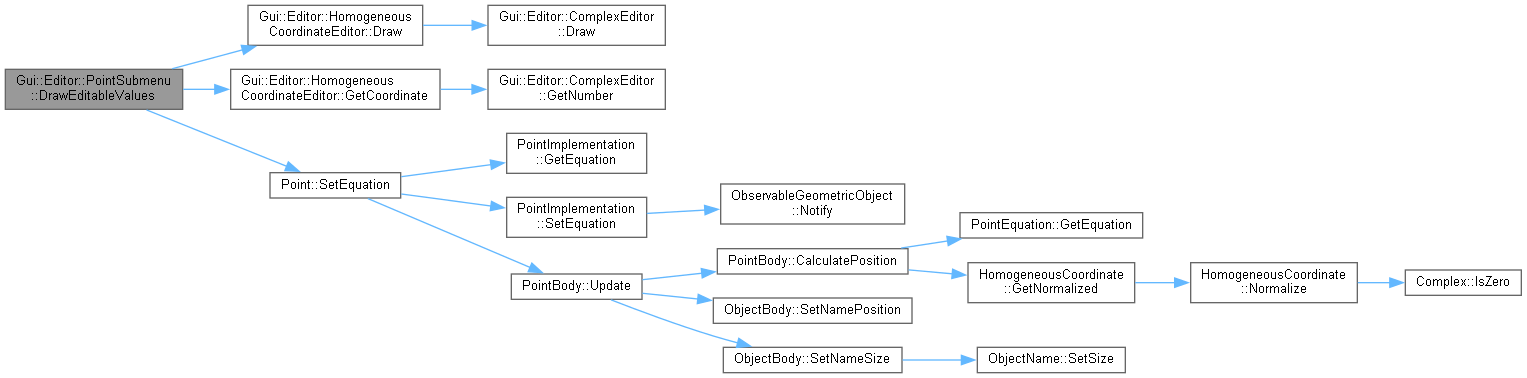 Gui::Editor::PointSubmenu
::DrawEditableValues
Gui::Editor::Homogeneous
CoordinateEditor::Draw
Gui::Editor::ComplexEditor
::Draw
Gui::Editor::Homogeneous
CoordinateEditor::GetCoordinate
Gui::Editor::ComplexEditor
::GetNumber
Point::SetEquation
PointImplementation
::GetEquation
PointImplementation
::SetEquation
ObservableGeometricObject
::Notify
PointBody::Update
PointBody::CalculatePosition
PointEquation::GetEquation
HomogeneousCoordinate
::GetNormalized
HomogeneousCoordinate
::Normalize
Complex::IsZero
ObjectBody::SetNamePosition
ObjectBody::SetNameSize
ObjectName::SetSize